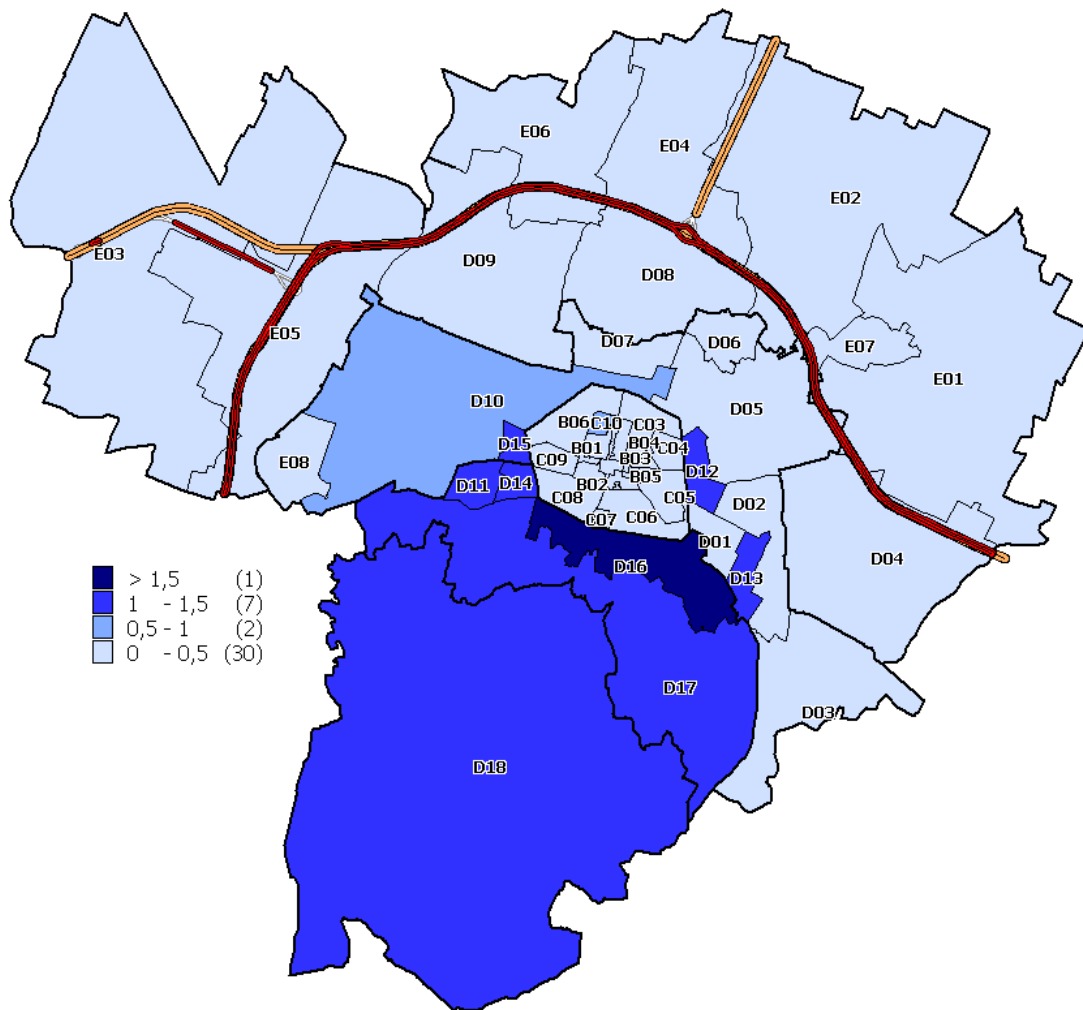 E06
E04
E02
E03
D09
D08
E05
D07
D06
E07
E01
D10
D05
B06
C10
C03
D15
B01
B04
C04
C09
B03
D12
E08
D11
D14
B02
B05
C08
C05
D02
C07
C06
D01
D16
D13
D04
> 1,5 (1)
1 - 1,5 (7)
0,5 - 1 (2)
0 - 0,5 (30)
D17
D03
D18